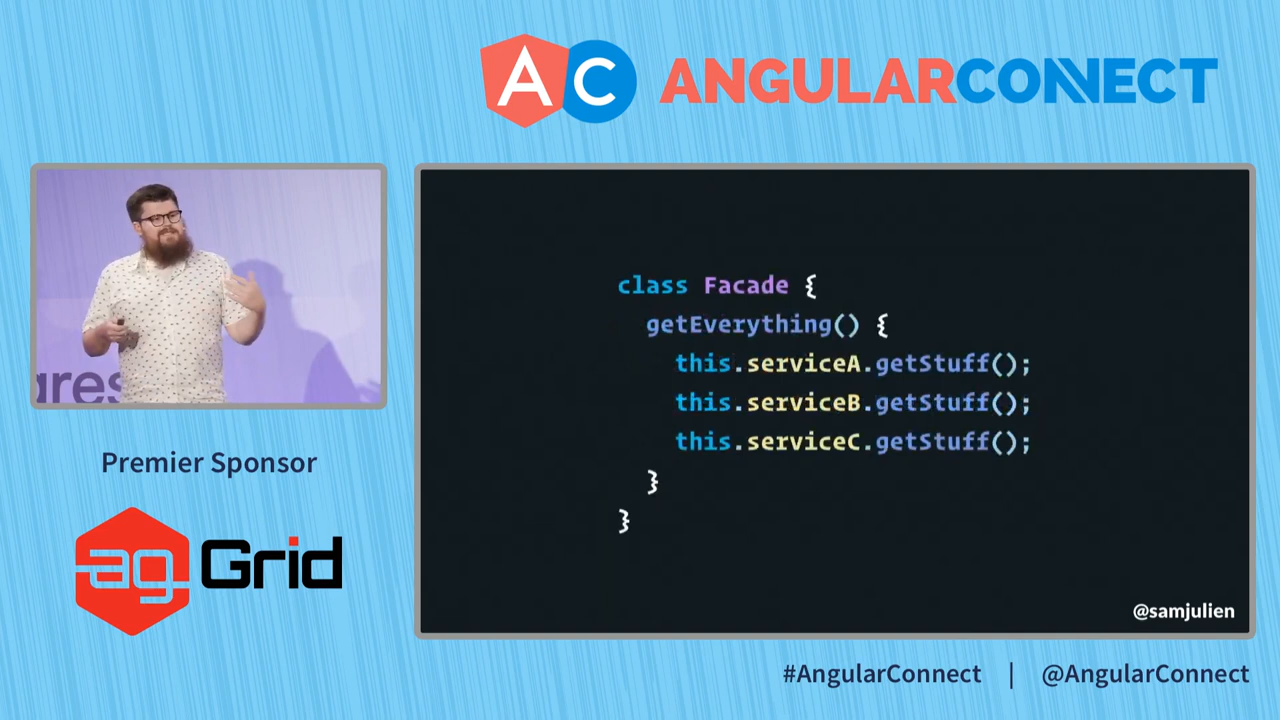 AC ANGULARCONNECT
class Facade {
getEverything() {
this.serviceA.getStuff();
this.serviceB.getStuff();
this.serviceC.getStuff();
}
}
@samjulien
Premier Sponsor
ag Grid
#AngularConnect | @AngularConnect